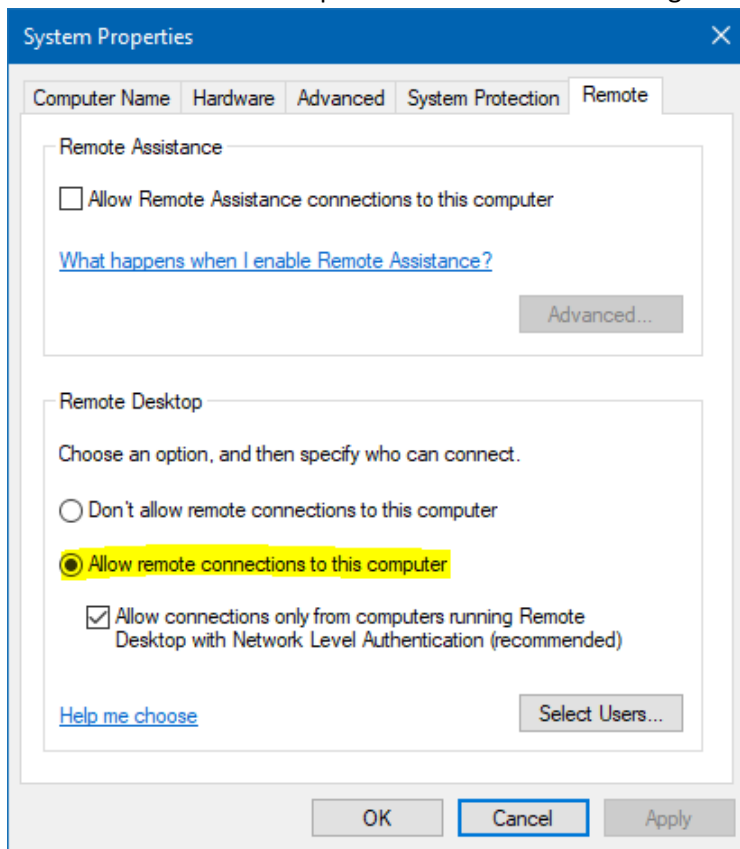 System Properties
Computer Name Hardware Advanced System Protection Remote
Remote Assistance
Allow Remote Assistance connections to this computer
What happens when I enable Remote Assistance?
Advanced...
Remote Desktop
Choose an option, and then specify who can connect.
Don't allow remote connections to this computer
Allow remote connections to this computer
Allow connections only from computers running Remote
Desktop with Network Level Authentication (recommended)
Help me choose
Select Users...
OK Cancel Apply